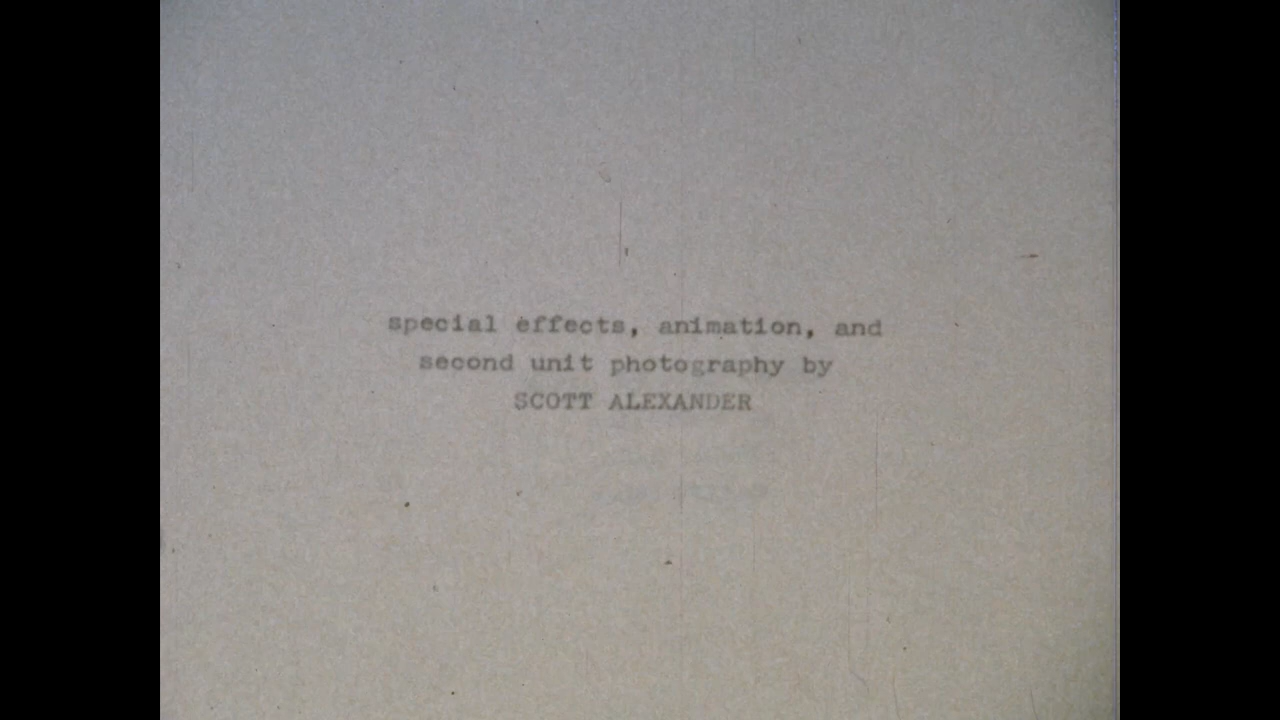 special effects, animation, and
second unit photography by
SCOTT ALEXANDER